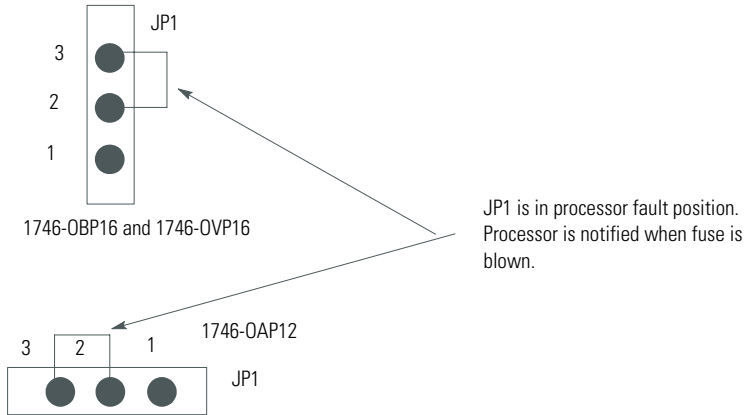 JP1
3
2
1
1746-OBP16 and 1746-OVP16
JP1 is in processor fault position.
Processor is notified when fuse is
blown.
1746-OAP12
3 2 1
JP1